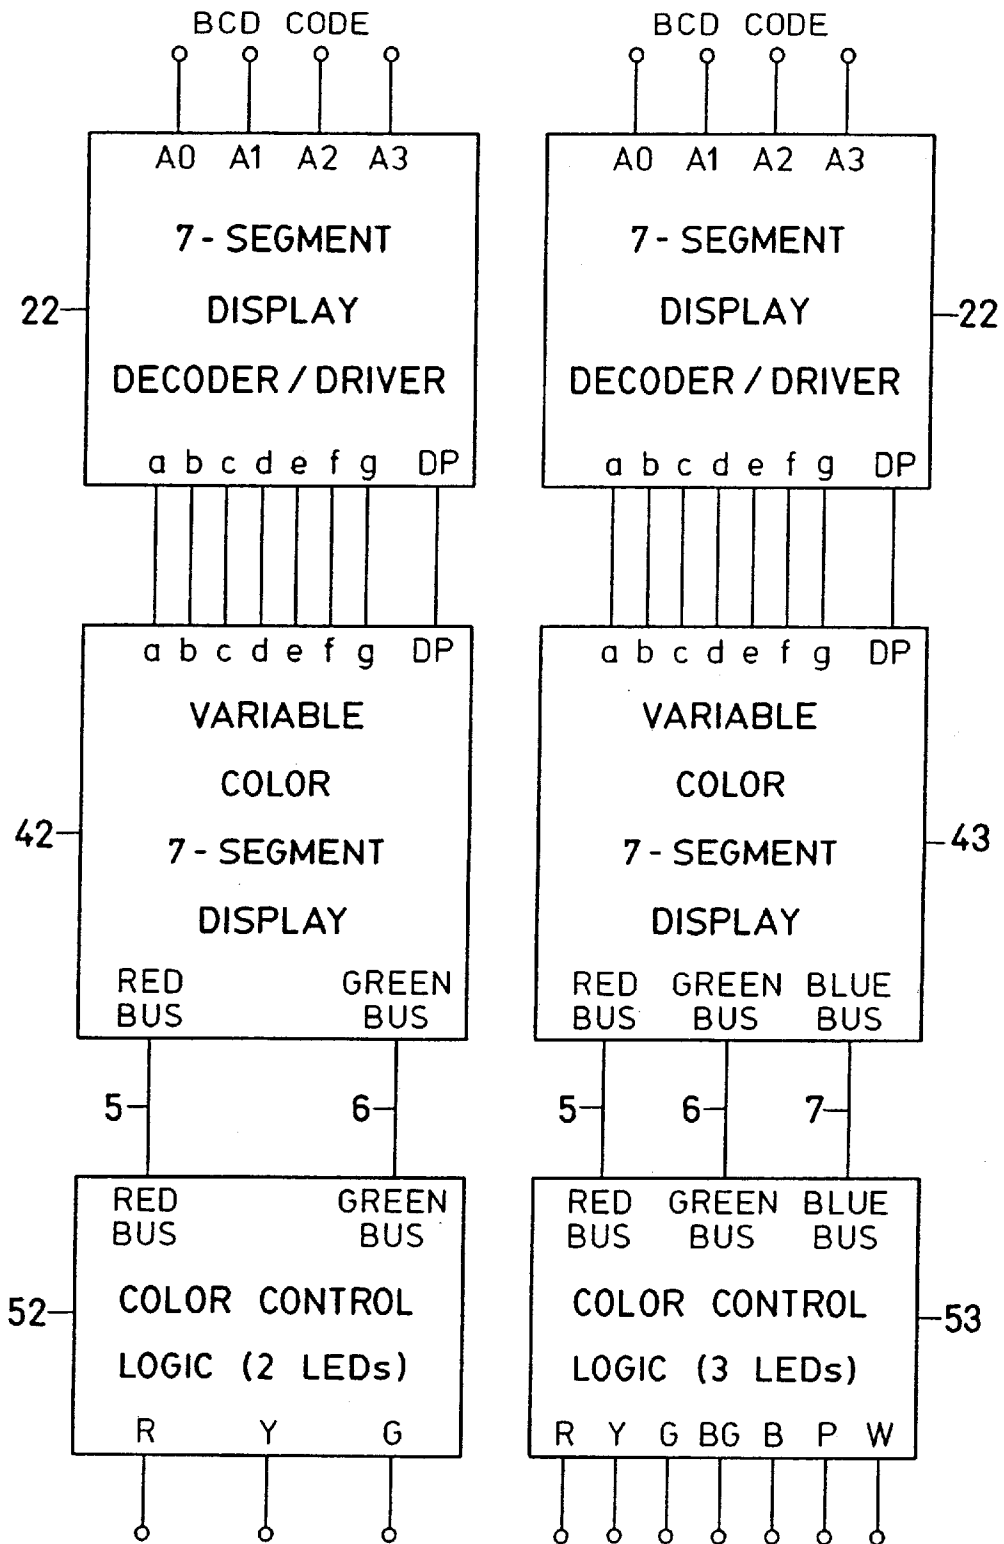 BCD CODE
A0 A1 A2 A3
7-SEGMENT
22
DISPLAY
DECODER / DRIVER
a b c d e f g DP
a b c d e f g DP
VARIABLE
COLOR
42
7-SEGMENT
DISPLAY
RED GREEN
BUS BUS
5 6
RED GREEN
BUS BUS
52
COLOR CONTROL
LOGIC (2 LEDs)
R Y G
BCD CODE
A0 A1 A2 A3
7-SEGMENT
DISPLAY
22
DECODER / DRIVER
a b c d e f g DP
a b c d e f g DP
VARIABLE
COLOR
7-SEGMENT
43
DISPLAY
RED GREEN BLUE
BUS BUS BUS
5 6 7
RED GREEN BLUE
BUS BUS BUS
COLOR CONTROL
53
LOGIC (3 LEDs)
R Y G BG B P W